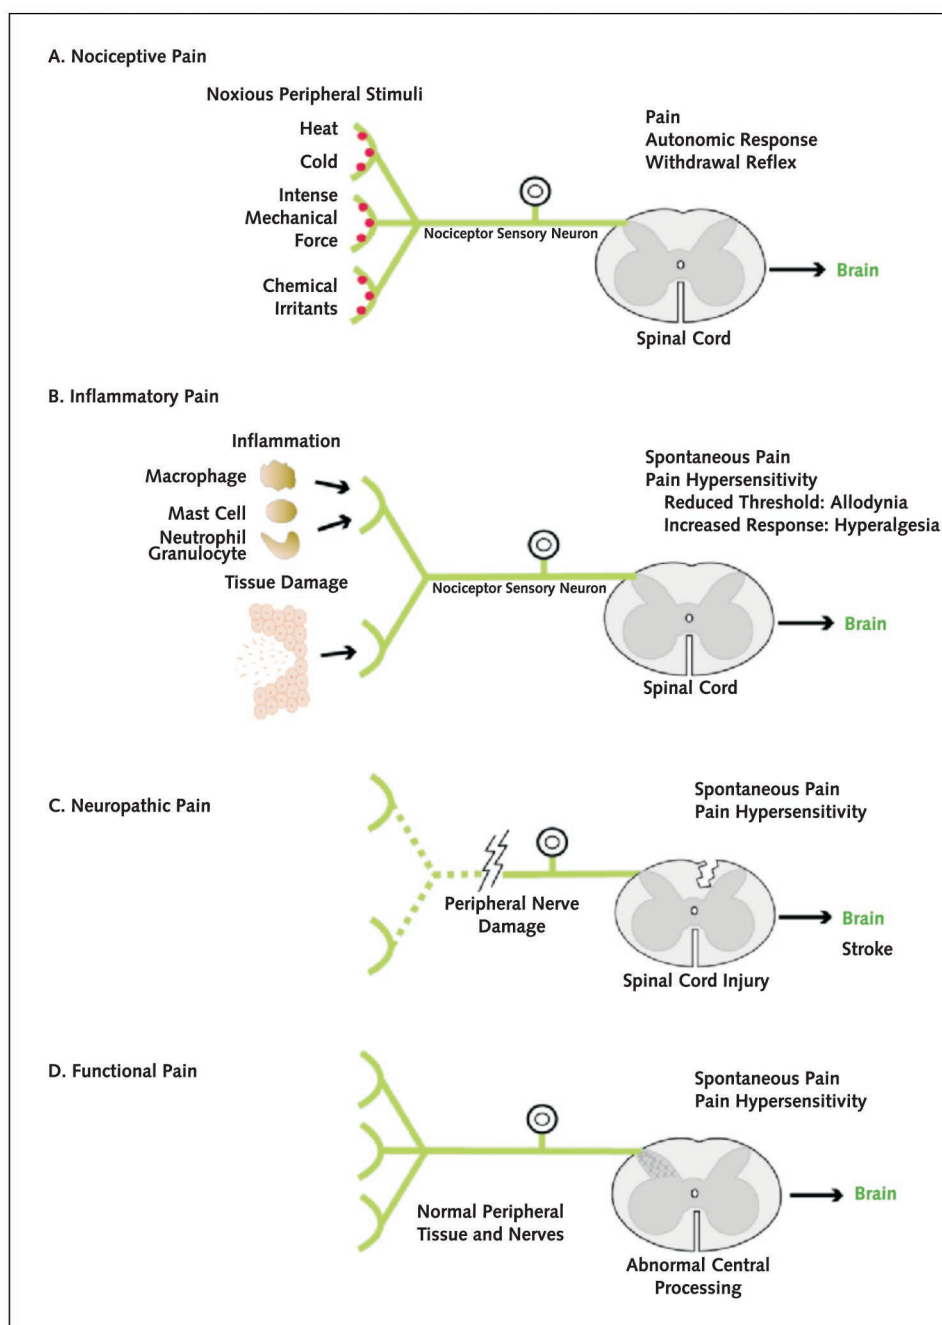 A. Nociceptive Pain
Noxious Peripheral Stimuli
Heat
Cold
Intense
Mechanical
Force
Chemical
Irritants
Nociceptor Sensory Neuron
Pain
Autonomic Response
Withdrawal Reflex
Brain
Spinal Cord
B. Inflammatory Pain
Inflammation
Macrophage
Mast Cell
Neutrophil
Granulocyte
Tissue Damage
Nociceptor Sensory Neuron
Spontaneous Pain
Pain Hypersensitivity
Reduced Threshold: Allodynia
Increased Response: Hyperalgesia
Brain
Spinal Cord
C. Neuropathic Pain
Spontaneous Pain
Pain Hypersensitivity
Peripheral Nerve
Damage
Brain
Stroke
Spinal Cord Injury
D. Functional Pain
Spontaneous Pain
Pain Hypersensitivity
Normal Peripheral
Tissue and Nerves
Brain
Abnormal Central
Processing